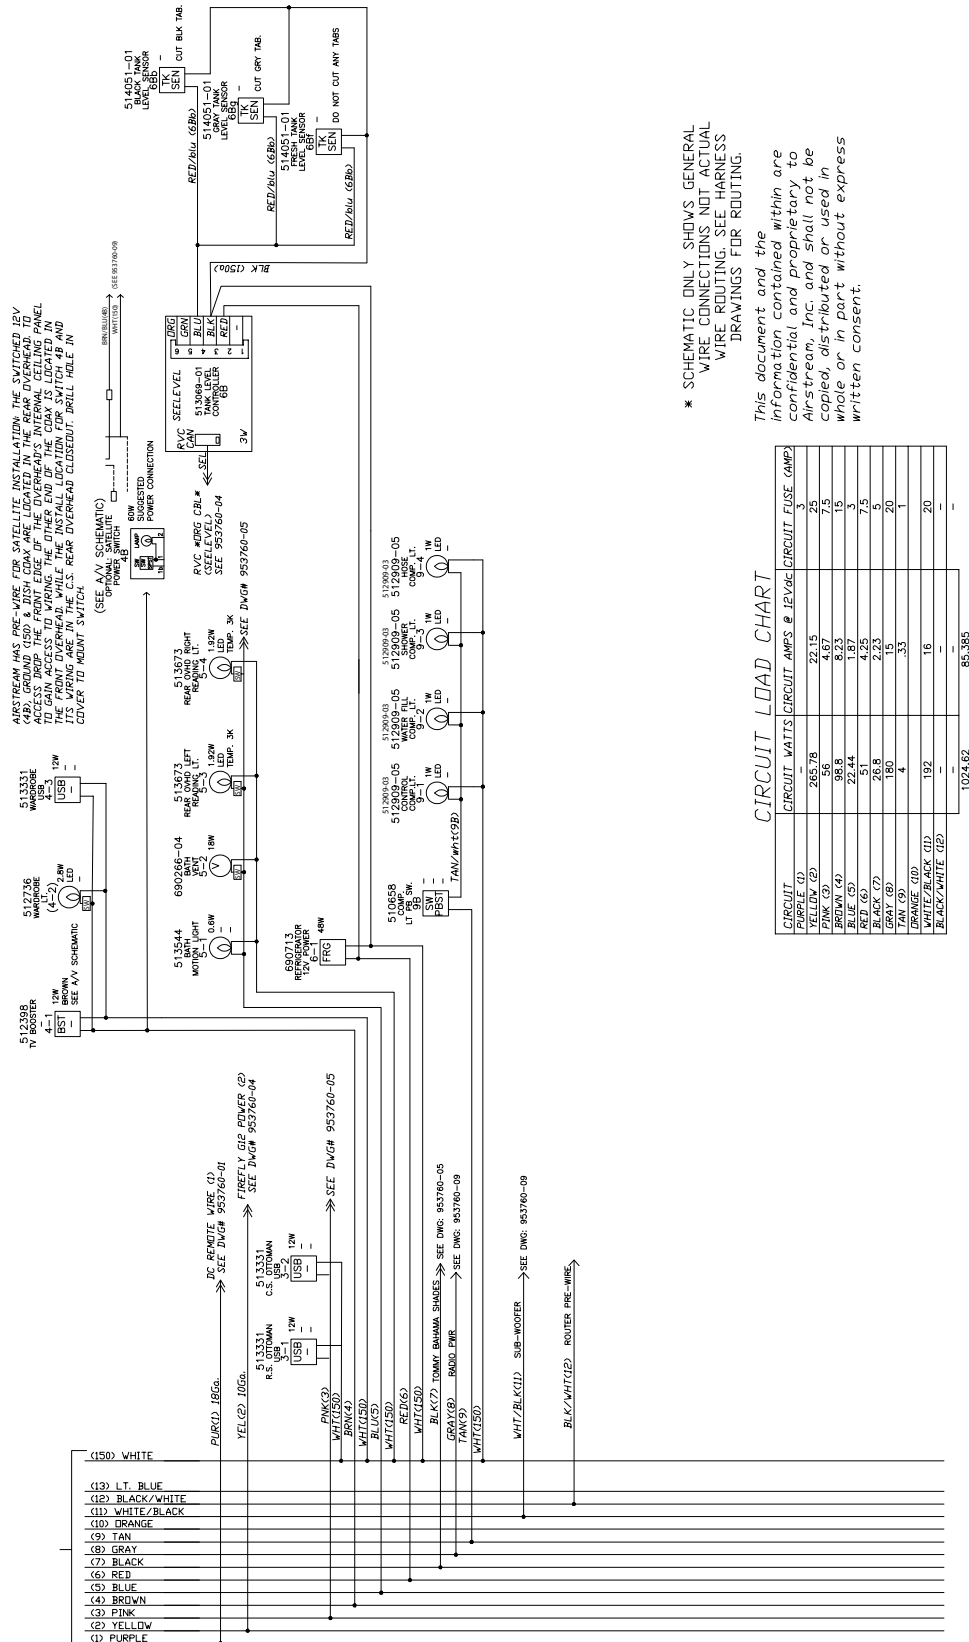 AIRSTREAM HAS PRE-WIRE FOR SATELLITE INSTALLATION: THE SWITCHED 12V
(4B), GROUND (150) & DISH COAX ARE LOCATED IN THE REAR OVERHEAD. TO
ACCESS DROP THE FRONT EDGE OF THE OVERHEAD'S INTERNAL CEILING PANEL
TO GAIN ACCESS TO WIRING. THE OTHER END OF THE COAX IS LOCATED IN
THE FRONT OVERHEAD. WHILE THE INSTALL LOCATION FOR SWITCH 4B AND
ITS WIRING ARE IN THE C.S. REAR OVERHEAD CLOSEOUT. DRILL HOLE IN
COVER TO MOUNT SWITCH.
(SEE A/V SCHEMATIC)
OPTIONAL: SATELLITE
POWER SWITCH
4B
60W
SUGGESTED
POWER CONNECTION
SW
LAMP
BRN/BLU(4B)
WHT(150)
(SEE 953760-09)
514051-01
BLACK TANK
LEVEL SENSOR
6Bb
TK
SEN
CUT BLK TAB.
514051-01
GRAY TANK
LEVEL SENSOR
6Bg
TK
SEN
CUT GRY TAB.
514051-01
FRESH TANK
LEVEL SENSOR
6Bf
TK
SEN
DO NOT CUT ANY TABS
RED/blu (6Bb)
RED/blu (6Bb)
RED/blu (6Bb)
BLK (150a)
RVC
CAN
SEELEVEL
513069-01
TANK LEVEL
CONTROLLER
6B
3W
6 ORG
5 GRN
4 BLU
3 BLK
2 RED
1 -
SEL
RVC *ORG CBL*
(SEELEVEL)
SEE 953760-04
512398
TV BOOSTER
-
4-1
BST
-
12W
BROWN
SEE A/V SCHEMATIC
512736
WARDROBE
LT.
(4-2)
2.8W
LED
SW
513331
WARDROBE
USB
4-3
USB
-
12W
-
513544
BATH
MOTION LIGHT
5-1
0.6W
-
690266-04
BATH
VENT
5-2
18W
V
SW
513673
REAR OVHD LEFT
READING LT.
5-3
1.92W
LED
TEMP. 3K
SW
513673
REAR OVHD RIGHT
READING LT.
5-4
1.92W
LED
TEMP. 3K
SW
SEE DWG# 953760-05
690713
REFRIGERATOR
12V POWER
6-1
FRG
48W
510658
COMP.
LT PB SW.
9B
SW
PBST
TAN/wht(9B)
512909-03
512909-05
CONTROL
COMP.LT.
9-1
1W
LED
512909-03
512909-05
WATER FILL
COMP. LT.
9-2
1W
LED
512909-03
512909-05
SHOWER
COMP. LT.
9-3
1W
LED
512909-03
512909-05
HOSE
COMP. LT.
9-4
1W
LED
DC REMOTE WIRE (1)
SEE DWG# 953760-01
FIREFLY G12 POWER (2)
SEE DWG# 953760-04
SEE DWG# 953760-05
513331
R.S. OTTOMAN
USB
3-1
USB
-
12W
-
513331
C.S. OTTOMAN
USB
3-2
USB
-
12W
-
PUR(1) 18Ga.
YEL(2) 10Ga.
PNK(3)
WHT(150)
BRN(4)
WHT(150)
BLU(5)
WHT(150)
RED(6)
WHT(150)
BLK(7) TOMMY BAHAMA SHADES SEE DWG: 953760-05
GRAY(8) RADIO PWR SEE DWG: 953760-09
TAN(9)
WHT(150)
WHT/BLK(11) SUB-WOOFER SEE DWG: 953760-09
BLK/WHT(12) ROUTER PRE-WIRE
(150) WHITE
(13) LT. BLUE
(12) BLACK/WHITE
(11) WHITE/BLACK
(10) ORANGE
(9) TAN
(8) GRAY
(7) BLACK
(6) RED
(5) BLUE
(4) BROWN
(3) PINK
(2) YELLOW
(1) PURPLE
* SCHEMATIC ONLY SHOWS GENERAL
WIRE CONNECTIONS NOT ACTUAL
WIRE ROUTING. SEE HARNESS
DRAWINGS FOR ROUTING.
This document and the
information contained within are
confidential and proprietary to
Airstream, Inc. and shall not be
copied, distributed or used in
whole or in part without express
written consent.
CIRCUIT LOAD CHART
CIRCUIT CIRCUIT WATTS CIRCUIT AMPS @ 12Vdc CIRCUIT FUSE (AMP)
PURPLE (1) - - 3
YELLOW (2) 265.78 22.15 25
PINK (3) 56 4.67 7.5
BROWN (4) 98.8 8.23 15
BLUE (5) 22.44 1.87 3
RED (6) 51 4.25 7.5
BLACK (7) 26.8 2.23 5
GRAY (8) 180 15 20
TAN (9) 4 .33 1
ORANGE (10)
WHITE/BLACK (11) 192 16 20
BLACK/WHITE (12) - - -
- -
1024.62 85.385